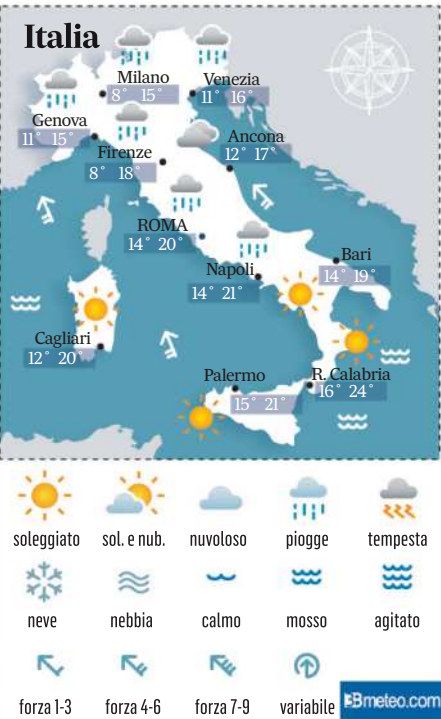 Italia
Milano
8° 15°
Venezia
11° 16°
Genova
11° 15°
Firenze
8° 18°
Ancona
12° 17°
ROMA
14° 20°
Napoli
14° 21°
Bari
14° 19°
Cagliari
12° 20°
Palermo
15° 21°
R. Calabria
16° 24°
soleggiato sol. e nub. nuvoloso piogge tempesta
neve nebbia calmo mosso agitato
forza 1-3 forza 4-6 forza 7-9 variabile
3Bmeteo.com